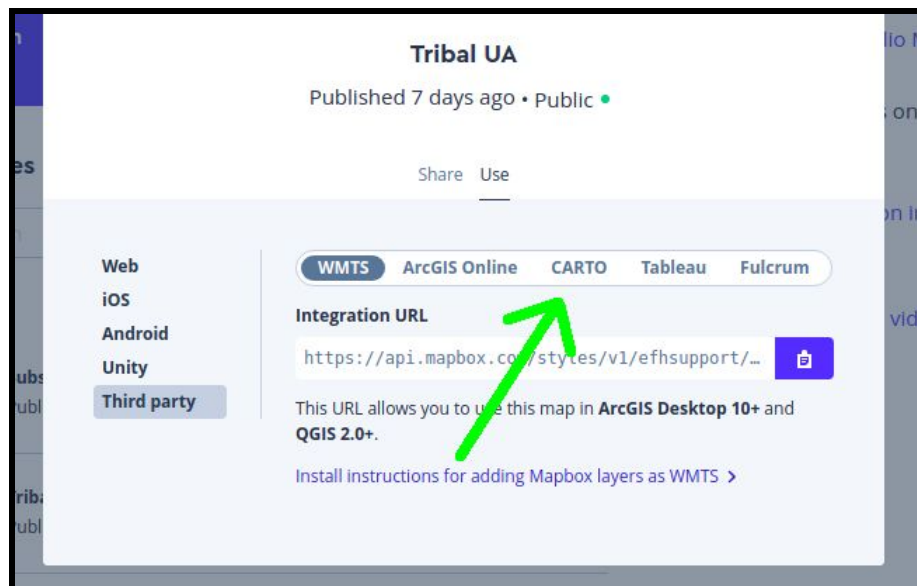 Tribal UA
Published 7 days ago • Public
Share Use
Web
iOS
Android
Unity
Third party
WMTS ArcGIS Online CARTO Tableau Fulcrum
Integration URL
https://api.mapbox.com/styles/v1/efhsupport/…
This URL allows you to use this map in ArcGIS Desktop 10+ and
QGIS 2.0+.
Install instructions for adding Mapbox layers as WMTS >